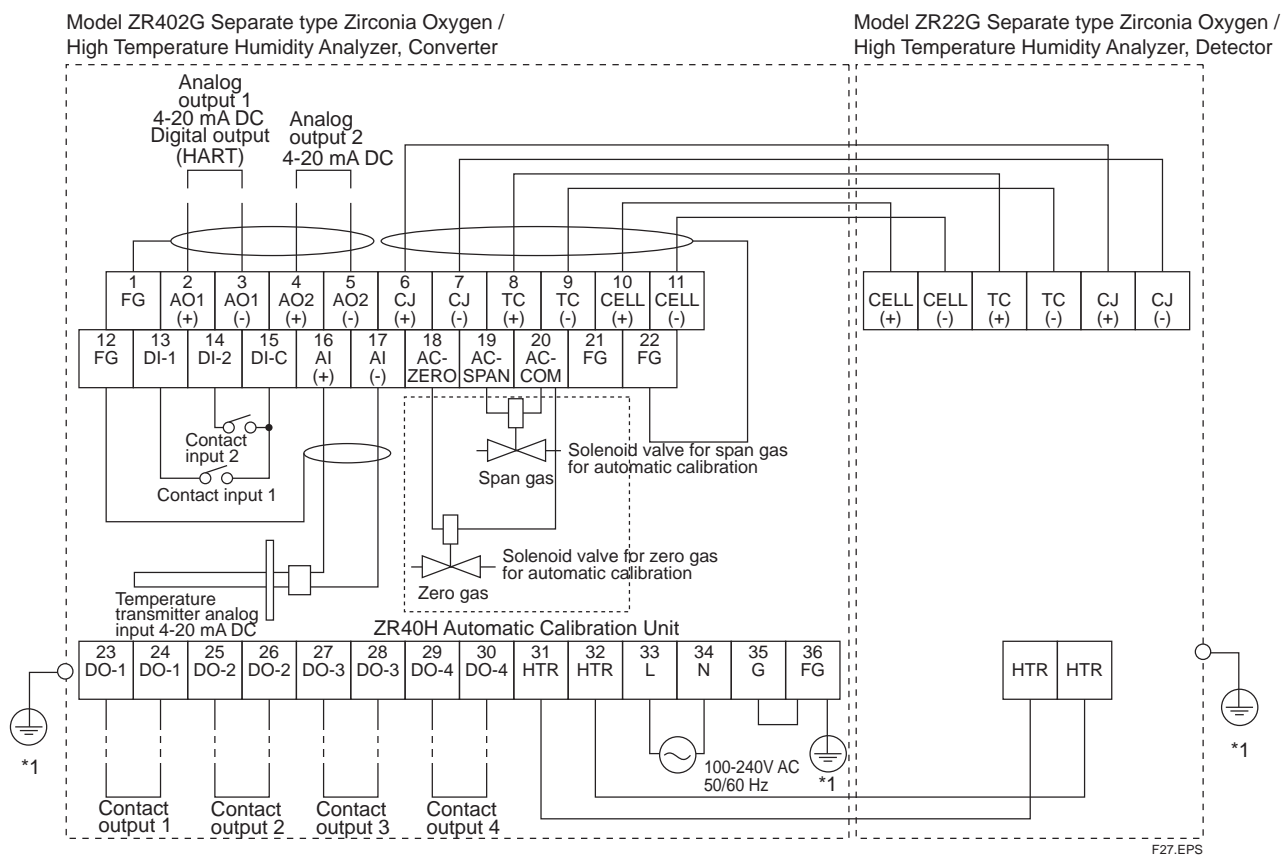 Model ZR402G Separate type Zirconia Oxygen /
High Temperature Humidity Analyzer, Converter
Model ZR22G Separate type Zirconia Oxygen /
High Temperature Humidity Analyzer, Detector
Analog
output 1
4-20 mA DC
Digital output
(HART)
Analog
output 2
4-20 mA DC
1
FG
2
AO1
(+)
3
AO1
(-)
4
AO2
(+)
5
AO2
(-)
6
CJ
(+)
7
CJ
(-)
8
TC
(+)
9
TC
(-)
10
CELL
(+)
11
CELL
(-)
CELL
(+)
CELL
(-)
TC
(+)
TC
(-)
CJ
(+)
CJ
(-)
12
FG
13
DI-1
14
DI-2
15
DI-C
16
AI
(+)
17
AI
(-)
18
AC-
ZERO
19
AC-
SPAN
20
AC-
COM
21
FG
22
FG
Contact
input 2
Contact input 1
Solenoid valve for span gas
for automatic calibration
Span gas
Solenoid valve for zero gas
for automatic calibration
Zero gas
Temperature
transmitter analog
input 4-20 mA DC
ZR40H Automatic Calibration Unit
23
DO-1
24
DO-1
25
DO-2
26
DO-2
27
DO-3
28
DO-3
29
DO-4
30
DO-4
31
HTR
32
HTR
33
L
34
N
35
G
36
FG
HTR
HTR
*1
100-240V AC
50/60 Hz
*1
*1
Contact
output 1
Contact
output 2
Contact
output 3
Contact
output 4
F27.EPS